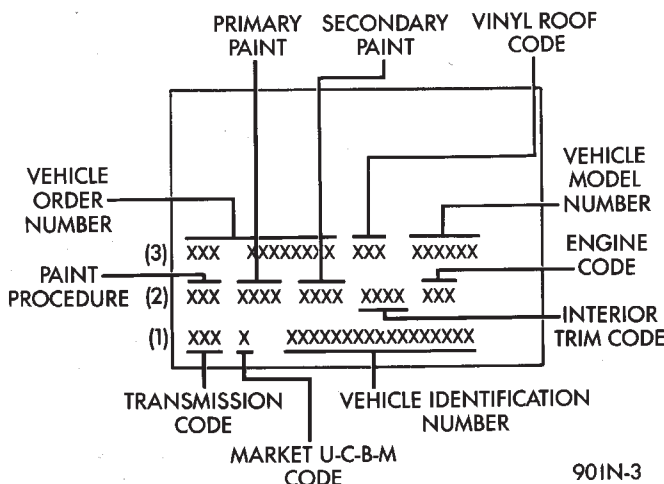 PRIMARY PAINT
SECONDARY PAINT
VINYL ROOF CODE
VEHICLE ORDER NUMBER
VEHICLE MODEL NUMBER
(3) XXX XXXXXXXX XXX XXXXXX
ENGINE CODE
PAINT PROCEDURE
(2) XXX XXXX XXXX XXXX XXX
INTERIOR TRIM CODE
(1) XXX X XXXXXXXXXXXXXXXXX
TRANSMISSION CODE
VEHICLE IDENTIFICATION NUMBER
MARKET U-C-B-M CODE
901N-3